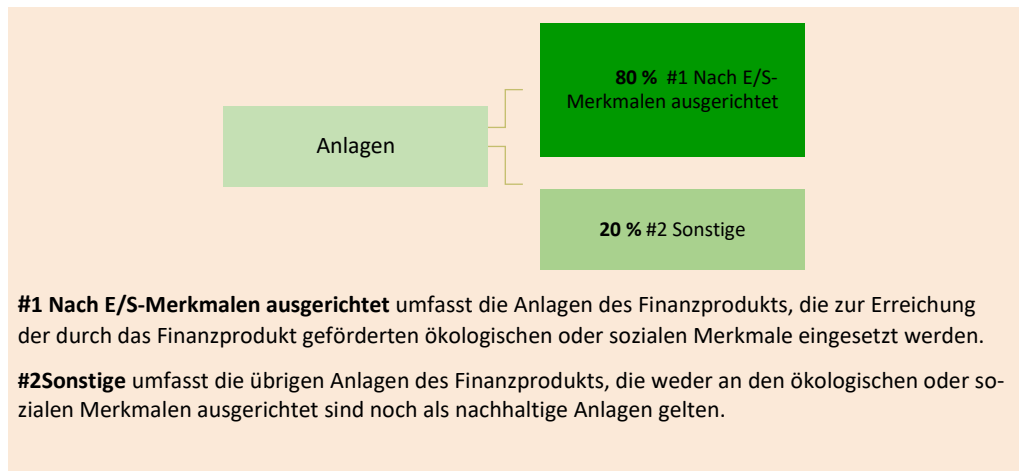 80 % #1 Nach E/S-
Merkmalen ausgerichtet
Anlagen
20 % #2 Sonstige
#1 Nach E/S-Merkmalen ausgerichtet umfasst die Anlagen des Finanzprodukts, die zur Erreichung
der durch das Finanzprodukt geförderten ökologischen oder sozialen Merkmale eingesetzt werden.
#2Sonstige umfasst die übrigen Anlagen des Finanzprodukts, die weder an den ökologischen oder so-
zialen Merkmalen ausgerichtet sind noch als nachhaltige Anlagen gelten.